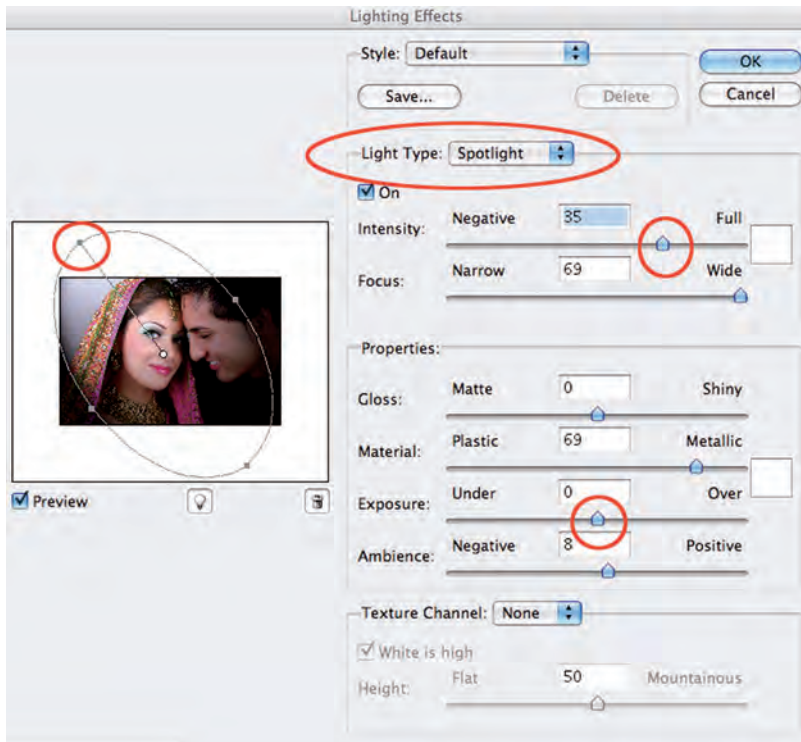 Lighting Effects
Style: Default
OK
Save...
Delete
Cancel
Light Type: Spotlight
On
Intensity: Negative 35 Full
Focus: Narrow 69 Wide
Properties:
Gloss: Matte 0 Shiny
Material: Plastic 69 Metallic
Exposure: Under 0 Over
Ambience: Negative 8 Positive
Preview
Texture Channel: None
White is high
Height: Flat 50 Mountainous